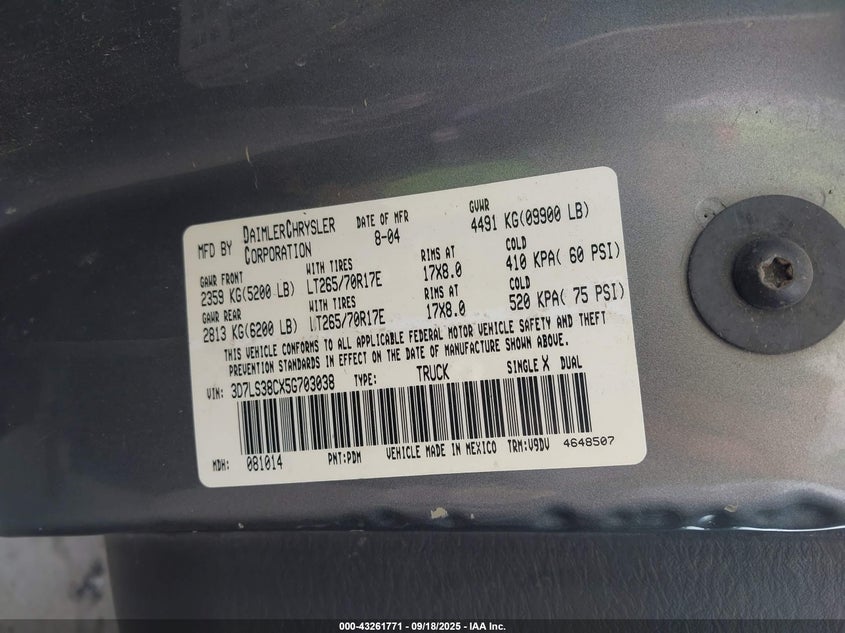 MFD BY DAIMLERCHRYSLER CORPORATION
DATE OF MFR 8-04
GVWR 4491 KG(09900 LB)
GAWR FRONT 2359 KG(5200 LB)
WITH TIRES LT265/70R17E
RIMS AT 17X8.0
COLD 410 KPA( 60 PSI)
GAWR REAR 2813 KG(6200 LB)
WITH TIRES LT265/70R17E
RIMS AT 17X8.0
COLD 520 KPA( 75 PSI)
THIS VEHICLE CONFORMS TO ALL APPLICABLE FEDERAL MOTOR VEHICLE SAFETY AND THEFT
PREVENTION STANDARDS IN EFFECT ON THE DATE OF MANUFACTURE SHOWN ABOVE.
VIN: 3D7LS38CX5G703038 TYPE: TRUCK SINGLE X DUAL
MDH: 081014 PNT:PDM VEHICLE MADE IN MEXICO TRM:V9DV 4648507
000-43261771 - 09/18/2025 - IAA Inc.